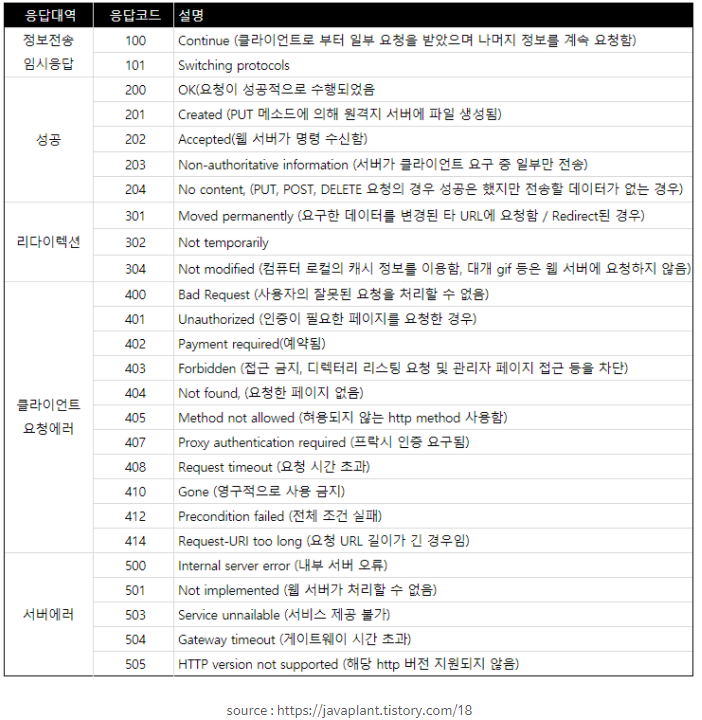 응답대역 응답코드 설명
정보전송 100 Continue (클라이언트로 부터 일부 요청을 받았으며 나머지 정보를 계속 요청함)
임시응답 101 Switching protocols
200 OK(요청이 성공적으로 수행되었음
201 Created (PUT 메소드에 의해 원격지 서버에 파일 생성됨)
성공 202 Accepted(웹 서버가 명령 수신함)
203 Non-authoritative information (서버가 클라이언트 요구 중 일부만 전송)
204 No content, (PUT, POST, DELETE 요청의 경우 성공은 했지만 전송할 데이터가 없는 경우)
301 Moved permanently (요구한 데이터를 변경된 타 URL에 요청함 / Redirect된 경우)
리다이렉션 302 Not temporarily
304 Not modified (컴퓨터 로컬의 캐시 정보를 이용함, 대개 gif 등은 웹 서버에 요청하지 않음)
400 Bad Request (사용자의 잘못된 요청을 처리할 수 없음)
401 Unauthorized (인증이 필요한 페이지를 요청한 경우)
402 Payment required(예약됨)
403 Forbidden (접근 금지, 디렉터리 리스팅 요청 및 관리자 페이지 접근 등을 차단)
404 Not found, (요청한 페이지 없음)
클라이언트
요청에러
405 Method not allowed (혀용되지 않는 http method 사용함)
407 Proxy authentication required (프락시 인증 요구됨)
408 Request timeout (요청 시간 초과)
410 Gone (영구적으로 사용 금지)
412 Precondition failed (전체 조건 실패)
414 Request-URI too long (요청 URL 길이가 긴 경우임)
500 Internal server error (내부 서버 오류)
501 Not implemented (웹 서버가 처리할 수 없음)
서버에러 503 Service unnailable (서비스 제공 불가)
504 Gateway timeout (게이트웨이 시간 초과)
505 HTTP version not supported (해당 http 버전 지원되지 않음)
source : https://javaplant.tistory.com/18